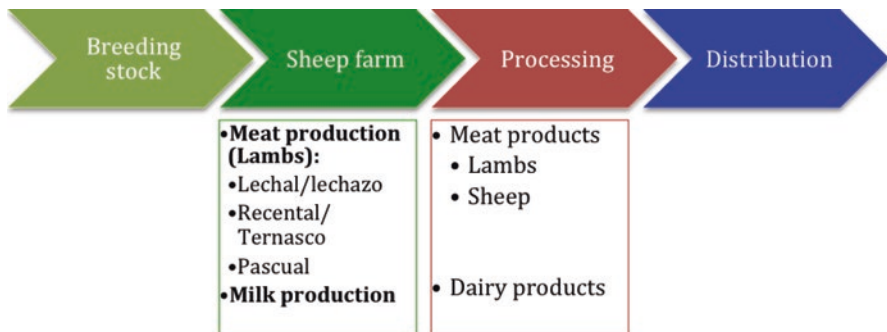 Breeding
stock
Sheep farm
Processing
Distribution
•Meat production
(Lambs):
•Lechal/lechazo
•Recental/
Ternasco
•Pascual
•Milk production
• Meat products
• Lambs
• Sheep
• Dairy products